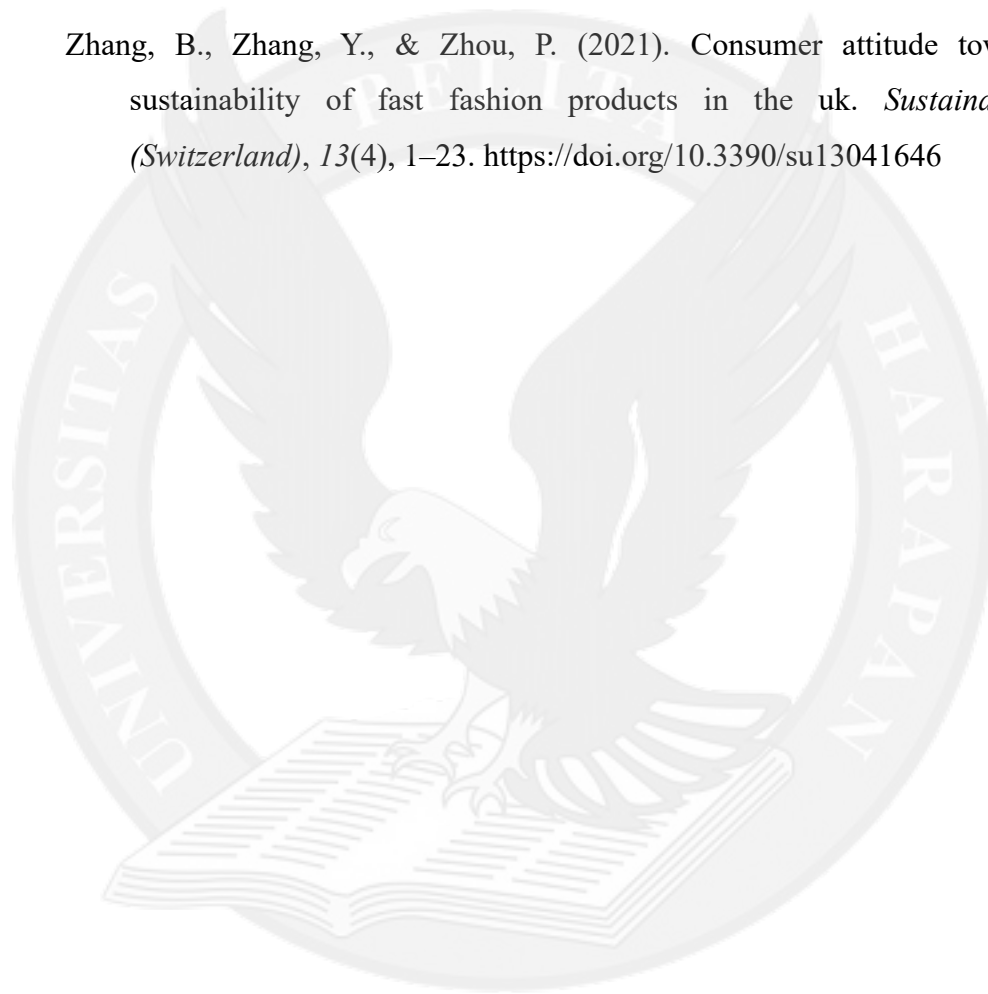 Zhang, B., Zhang, Y., & Zhou, P. (2021). Consumer attitude
sustainability of fast fashion products in the uk.
(Switzerland), 13(4), 1–23. https://doi.org/10.3390/su13041646
UNIVERSITAS
PELITA
HARAPAN